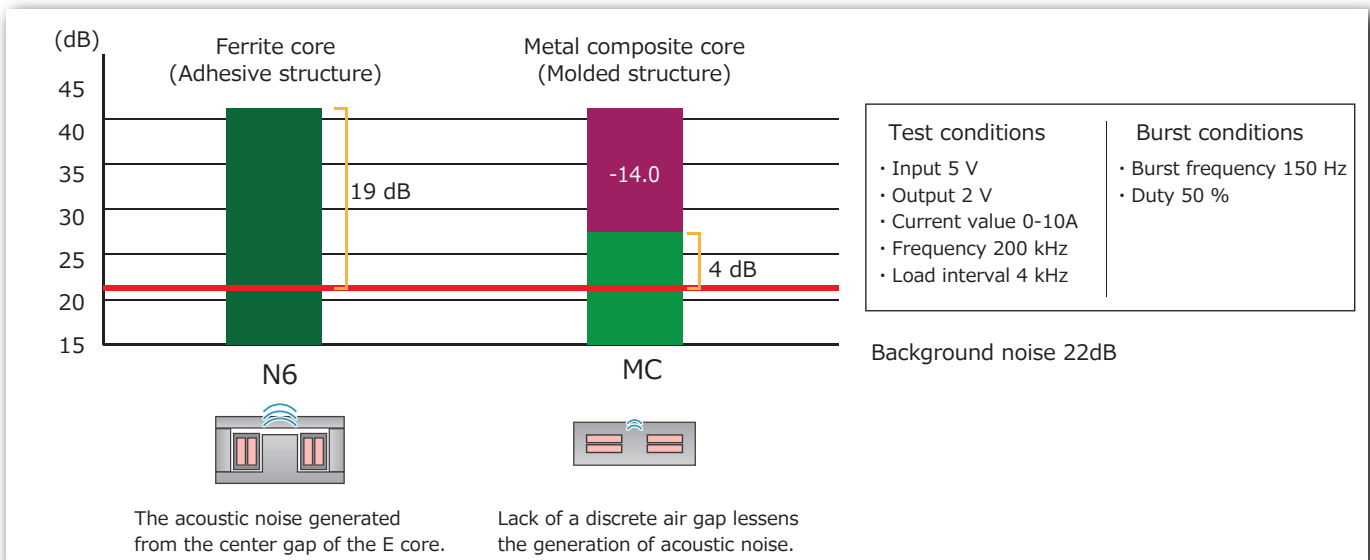 (dB)
Ferrite core
(Adhesive structure)
Metal composite core
(Molded structure)
45
40
35
30
25
20
15
19 dB
-14.0
4 dB
N6
MC
Test conditions
・Input 5 V
・Output 2 V
・Current value 0-10A
・Frequency 200 kHz
・Load interval 4 kHz
Burst conditions
・Burst frequency 150 Hz
・Duty 50 %
Background noise 22dB
The acoustic noise generated
from the center gap of the E core.
Lack of a discrete air gap lessens
the generation of acoustic noise.